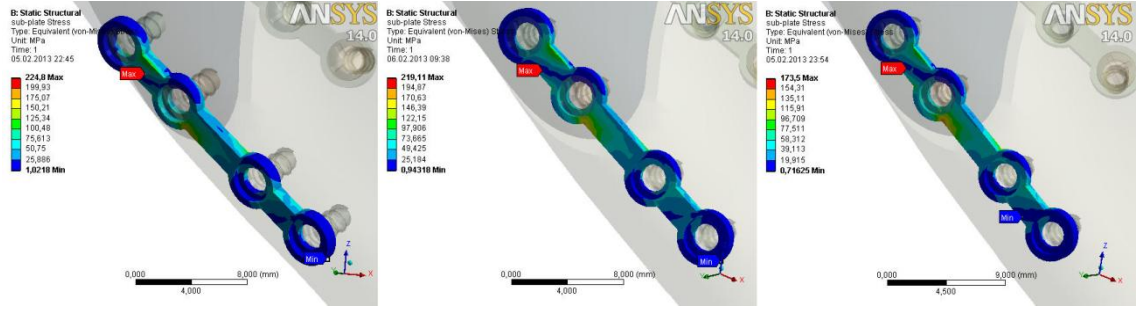 B: Static Structural
sub-plate Stress
Type: Equivalent (von-Mises) St
Unit: MPa
Time: 1
05.02.2013 22:45
224,8 Max
199,93
175,07
150,21
125,34
100,48
75,613
50,75
25,886
1,0218 Min
ANSYS
14.0
Max
Min
0,000
8,000 (mm)
4,000
Z
Y
X
B: Static Structural
sub-plate Stress
Type: Equivalent (von-Mises) Stress
Unit: MPa
Time: 1
06.02.2013 09:38
219,11 Max
194,87
170,63
146,39
122,15
97,906
73,665
49,425
25,184
0,94318 Min
ANSYS
14.0
Max
Min
0,000
8,000 (mm)
4,000
Z
Y
X
B: Static Structural
sub-plate Stress
Type: Equivalent (von-Mises) Stress
Unit: MPa
Time: 1
05.02.2013 23:54
173,5 Max
154,31
135,11
115,91
96,709
77,511
58,312
39,113
19,915
0,71625 Min
ANSYS
14.0
Max
Min
0,000
9,000 (mm)
4,500
Z
Y
X